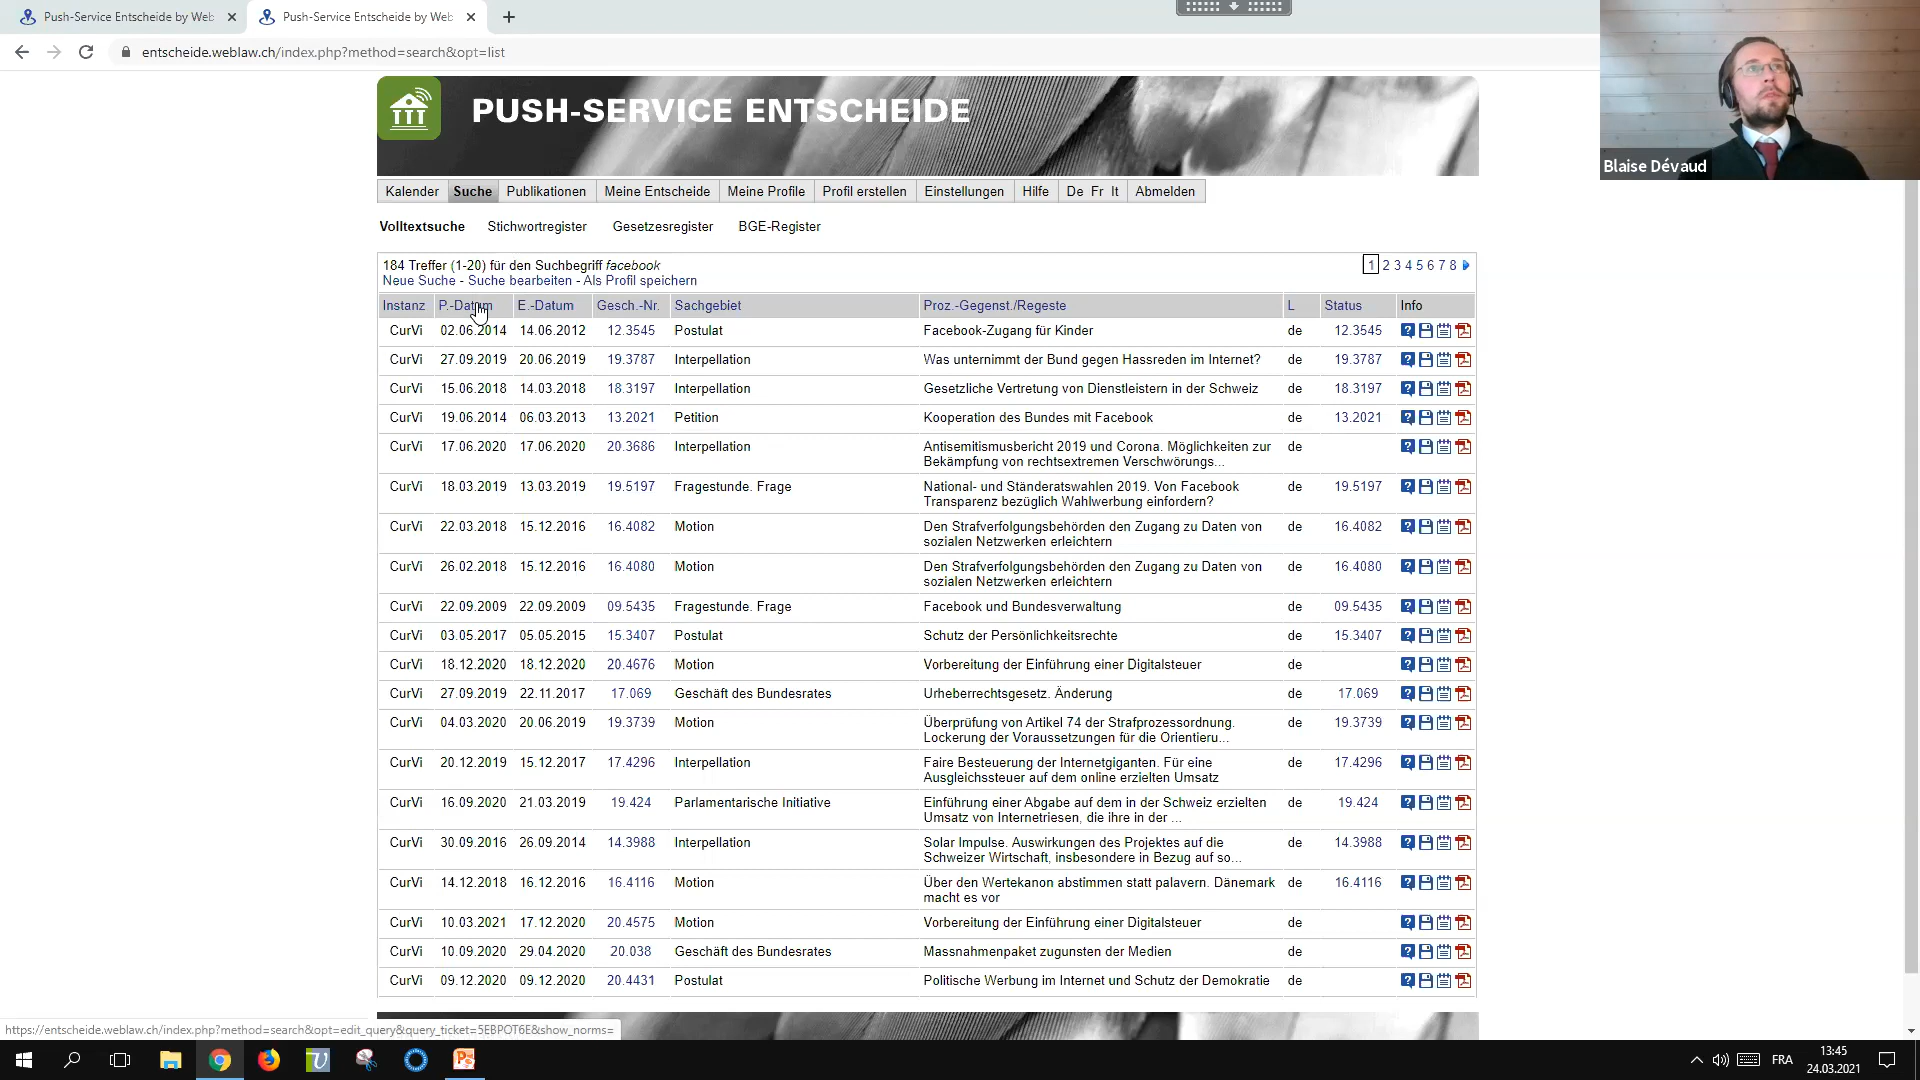 Push-Service Entscheide by Web
Push-Service Entscheide by Web
entscheide.weblaw.ch/index.php?method=search&opt=list
Blaise Dévaud
PUSH-SERVICE ENTSCHEIDE
Kalender Suche Publikationen Meine Entscheide Meine Profile Profil erstellen Einstellungen Hilfe De Fr It Abmelden
Volltextsuche Stichwortregister Gesetzesregister BGE-Register
184 Treffer (1-20) für den Suchbegriff facebook 1 2 3 4 5 6 7 8
Neue Suche - Suche bearbeiten - Als Profil speichern
Instanz P.-Datum E.-Datum Gesch.-Nr. Sachgebiet Proz.-Gegenst./Regeste L Status Info
CurVi 02.06.2014 14.06.2012 12.3545 Postulat Facebook-Zugang für Kinder de 12.3545
CurVi 27.09.2019 20.06.2019 19.3787 Interpellation Was unternimmt der Bund gegen Hassreden im Internet? de 19.3787
CurVi 15.06.2018 14.03.2018 18.3197 Interpellation Gesetzliche Vertretung von Dienstleistern in der Schweiz de 18.3197
CurVi 19.06.2014 06.03.2013 13.2021 Petition Kooperation des Bundes mit Facebook de 13.2021
CurVi 17.06.2020 17.06.2020 20.3686 Interpellation Antisemitismusbericht 2019 und Corona. Möglichkeiten zur de
Bekämpfung von rechtsextremen Verschwörungs...
CurVi 18.03.2019 13.03.2019 19.5197 Fragestunde. Frage National- und Ständeratswahlen 2019. Von Facebook de 19.5197
Transparenz bezüglich Wahlwerbung einfordern?
CurVi 22.03.2018 15.12.2016 16.4082 Motion Den Strafverfolgungsbehörden den Zugang zu Daten von de 16.4082
sozialen Netzwerken erleichtern
CurVi 26.02.2018 15.12.2016 16.4080 Motion Den Strafverfolgungsbehörden den Zugang zu Daten von de 16.4080
sozialen Netzwerken erleichtern
CurVi 22.09.2009 22.09.2009 09.5435 Fragestunde. Frage Facebook und Bundesverwaltung de 09.5435
CurVi 03.05.2017 05.05.2015 15.3407 Postulat Schutz der Persönlichkeitsrechte de 15.3407
CurVi 18.12.2020 18.12.2020 20.4676 Motion Vorbereitung der Einführung einer Digitalsteuer de
CurVi 27.09.2019 22.11.2017 17.069 Geschäft des Bundesrates Urheberrechtsgesetz. Änderung de 17.069
CurVi 04.03.2020 20.06.2019 19.3739 Motion Überprüfung von Artikel 74 der Strafprozessordnung. de 19.3739
Lockerung der Voraussetzungen für die Orientieru...
CurVi 20.12.2019 15.12.2017 17.4296 Interpellation Faire Besteuerung der Internetgiganten. Für eine de 17.4296
Ausgleichssteuer auf dem online erzielten Umsatz
CurVi 16.09.2020 21.03.2019 19.424 Parlamentarische Initiative Einführung einer Abgabe auf dem in der Schweiz erzielten de 19.424
Umsatz von Internetriesen, die ihre in der ...
CurVi 30.09.2016 26.09.2014 14.3988 Interpellation Solar Impulse. Auswirkungen des Projektes auf die de 14.3988
Schweizer Wirtschaft, insbesondere in Bezug auf so...
CurVi 14.12.2018 16.12.2016 16.4116 Motion Über den Wertekanon abstimmen statt palavern. Dänemark de 16.4116
macht es vor
CurVi 10.03.2021 17.12.2020 20.4575 Motion Vorbereitung der Einführung einer Digitalsteuer de
CurVi 10.09.2020 29.04.2020 20.038 Geschäft des Bundesrates Massnahmenpaket zugunsten der Medien de
CurVi 09.12.2020 09.12.2020 20.4431 Postulat Politische Werbung im Internet und Schutz der Demokratie de
https://entscheide.weblaw.ch/index.php?method=search&opt=edit_query&query_ticket=5EBPOT6E&show_norms=
FRA
13:45
24.03.2021